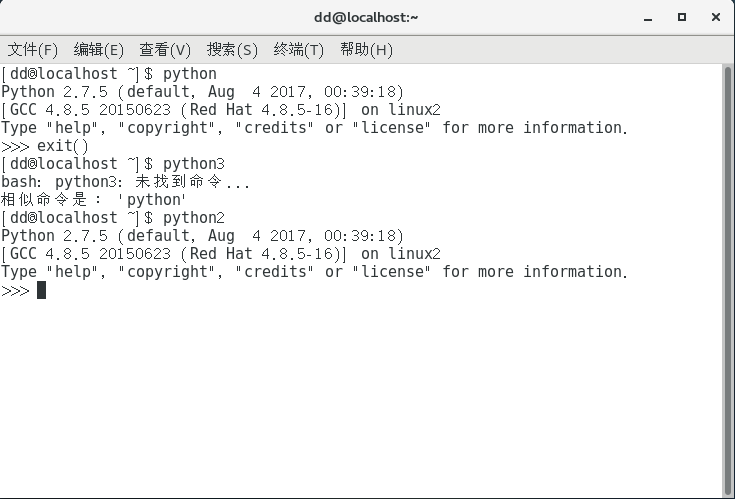 dd@localhost:~
文件(F) 编辑(E) 查看(V) 搜索(S) 终端(T) 帮助(H)
[dd@localhost ~]$ python
Python 2.7.5 (default, Aug  4 2017, 00:39:18)
[GCC 4.8.5 20150623 (Red Hat 4.8.5-16)] on linux2
Type "help", "copyright", "credits" or "license" for more information.
>>> exit()
[dd@localhost ~]$ python3
bash: python3: 未找到命令...
相似命令是： 'python'
[dd@localhost ~]$ python2
Python 2.7.5 (default, Aug  4 2017, 00:39:18)
[GCC 4.8.5 20150623 (Red Hat 4.8.5-16)] on linux2
Type "help", "copyright", "credits" or "license" for more information.
>>>